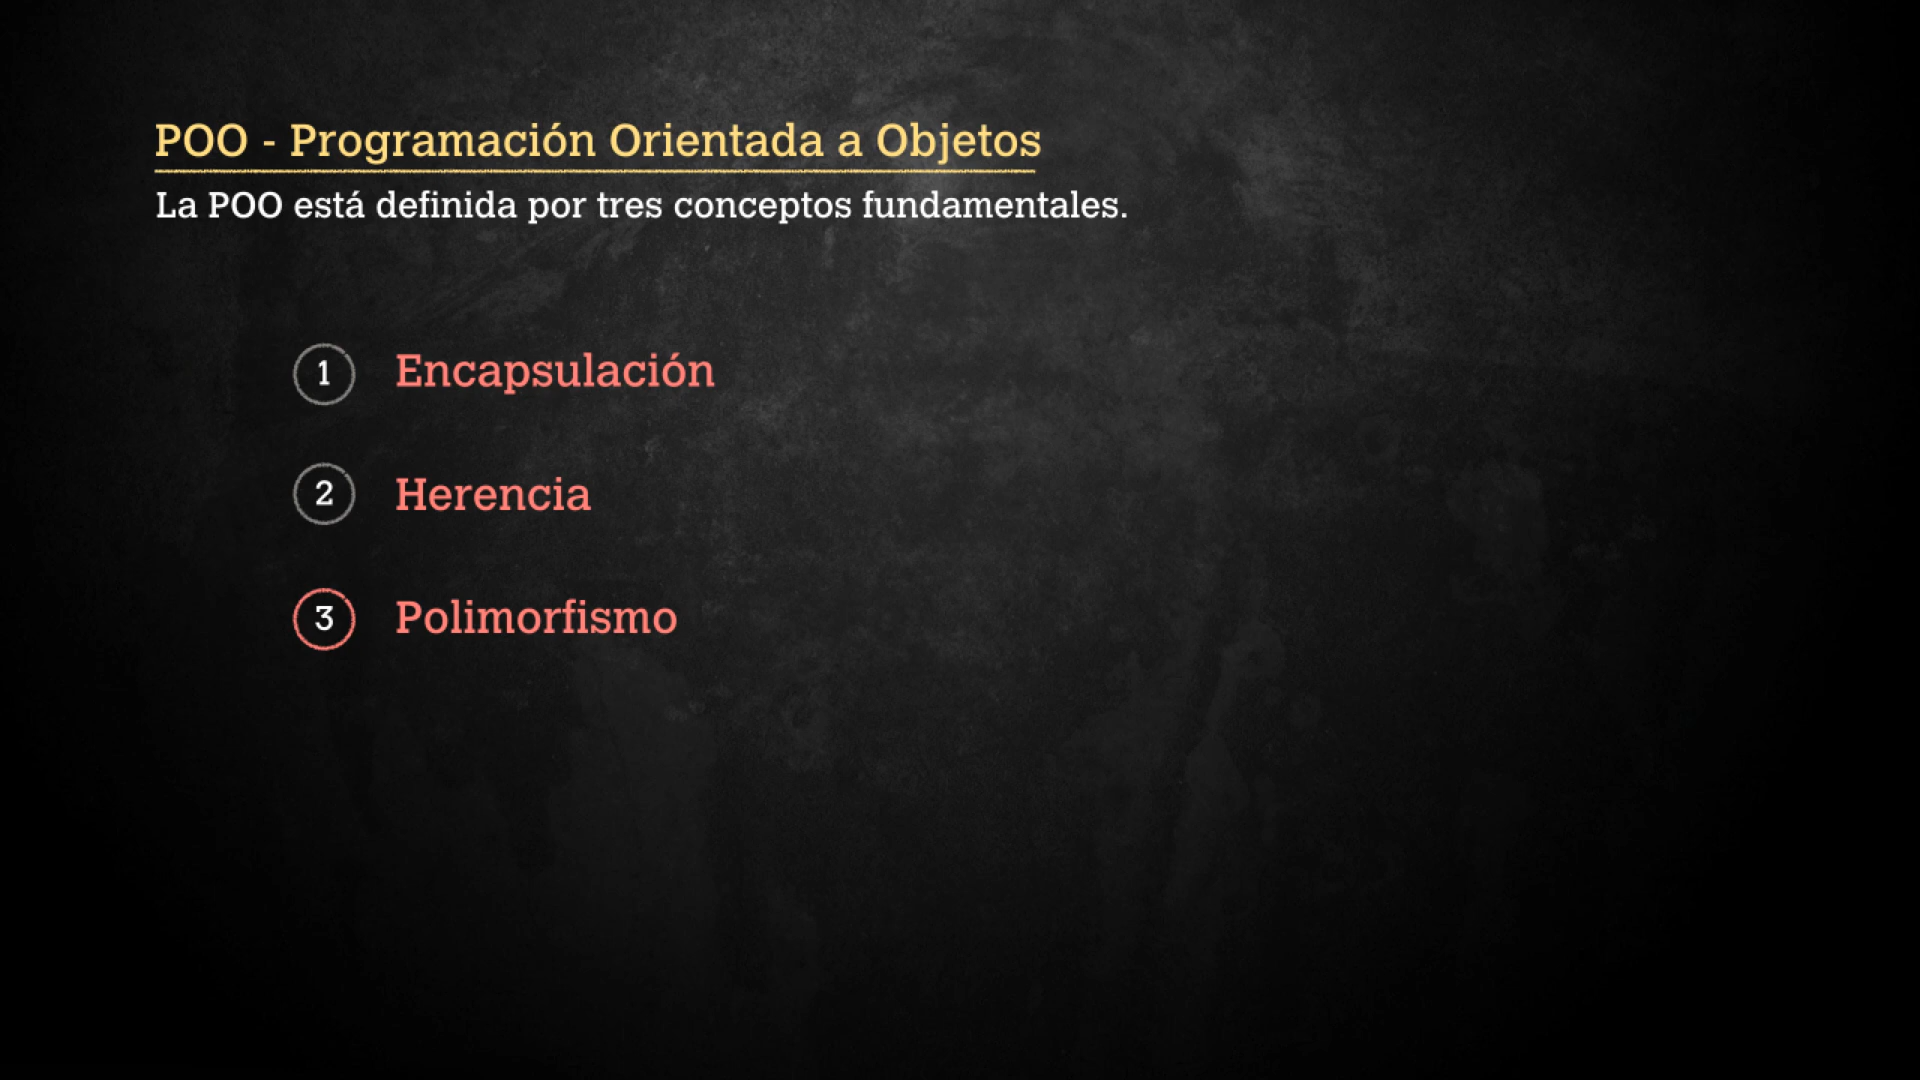 POO - Programación Orientada a Objetos
La POO está definida por tres conceptos fundamentales.
1 Encapsulación
2 Herencia
3 Polimorfismo